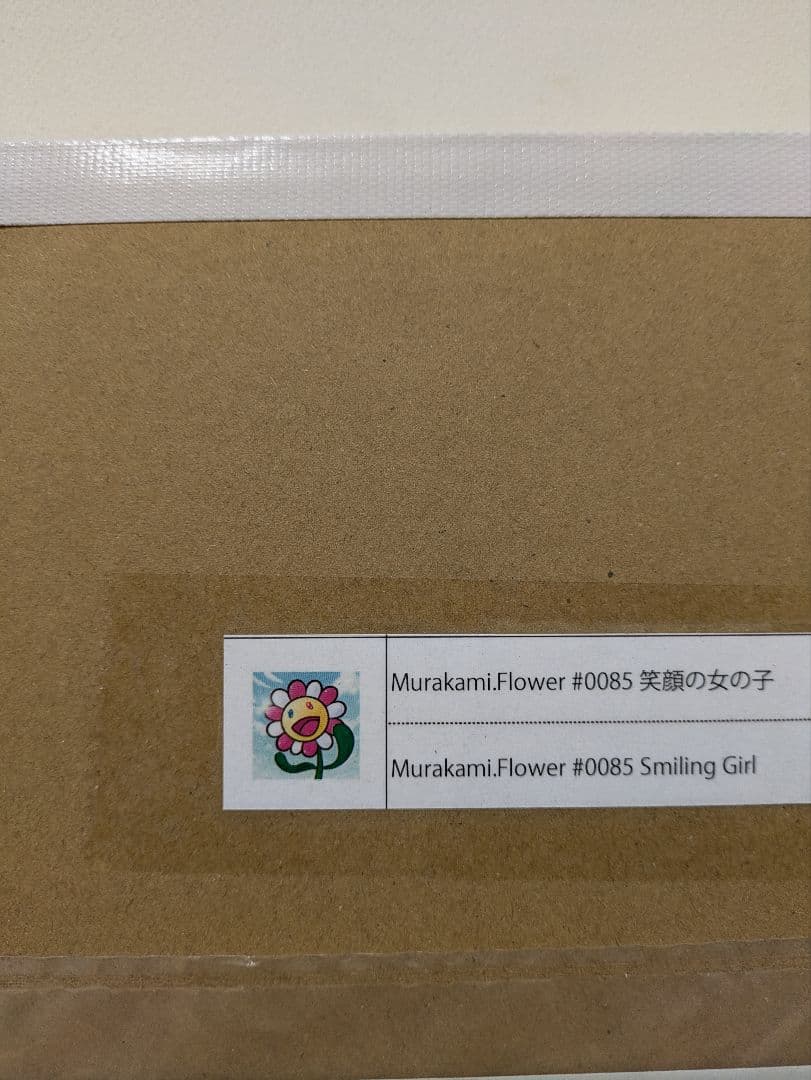 Murakami.Flower #0085 笑顔の女の子
Murakami.Flower #0085 Smiling Girl